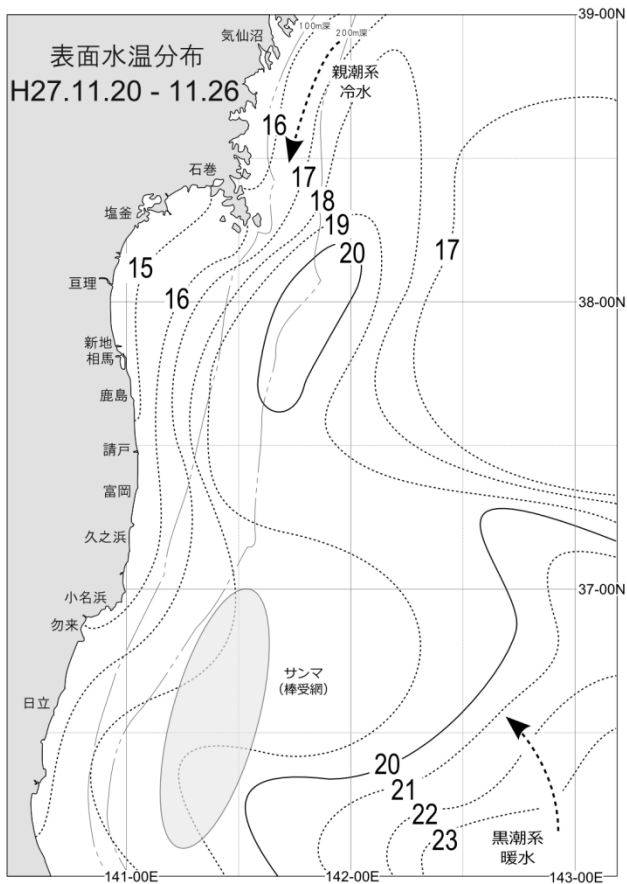 39-00N
100m深
200m深
気仙沼
表面水温分布
H27.11.20 - 11.26
親潮系
冷水
16
石巻
17
18
塩釜
19
20
17
15
亘理
16
38-00N
新地
相馬
鹿島
請戸
富岡
久之浜
小名浜
37-00N
勿来
サンマ
(棒受網)
日立
20
21
22
23
黒潮系
暖水
141-00E
142-00E
143-00E